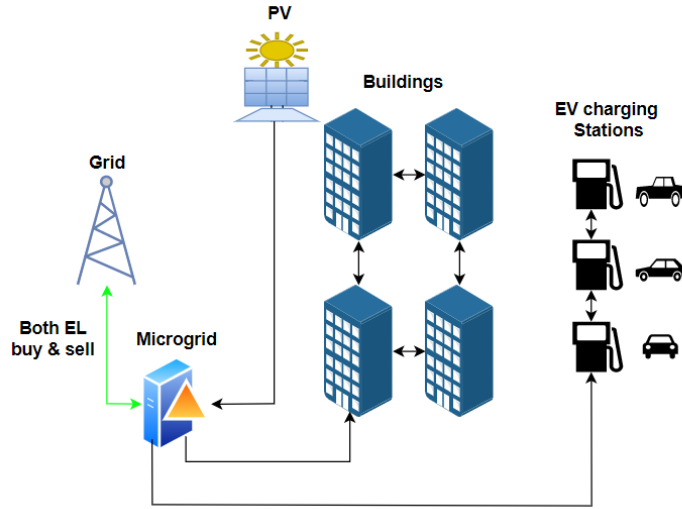 PV
Buildings
EV charging
Stations
Grid
Both EL
buy & sell
Microgrid